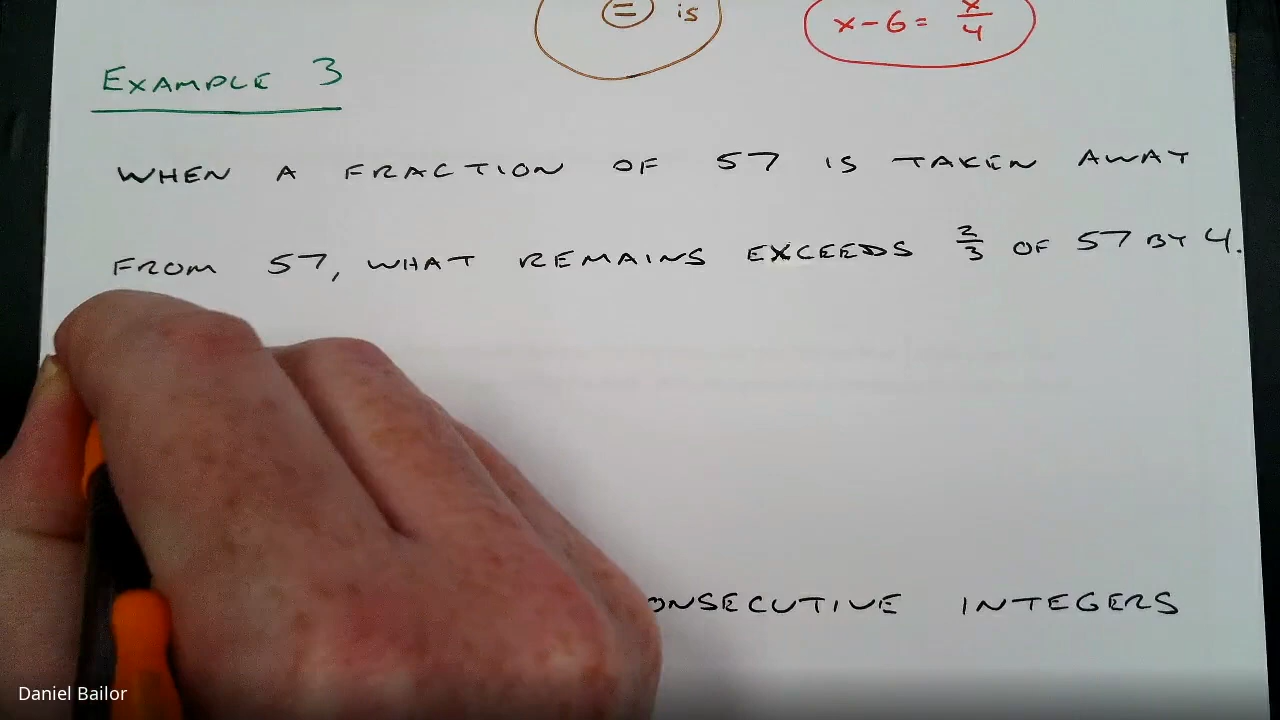 = is
x - 6 = x/4
EXAMPLE 3
WHEN A FRACTION OF 57 IS TAKEN AWAY
FROM 57, WHAT REMAINS EXCEEDS 2/3 OF 57 BY 4.
ONSECUTIVE INTEGERS
Daniel Bailor